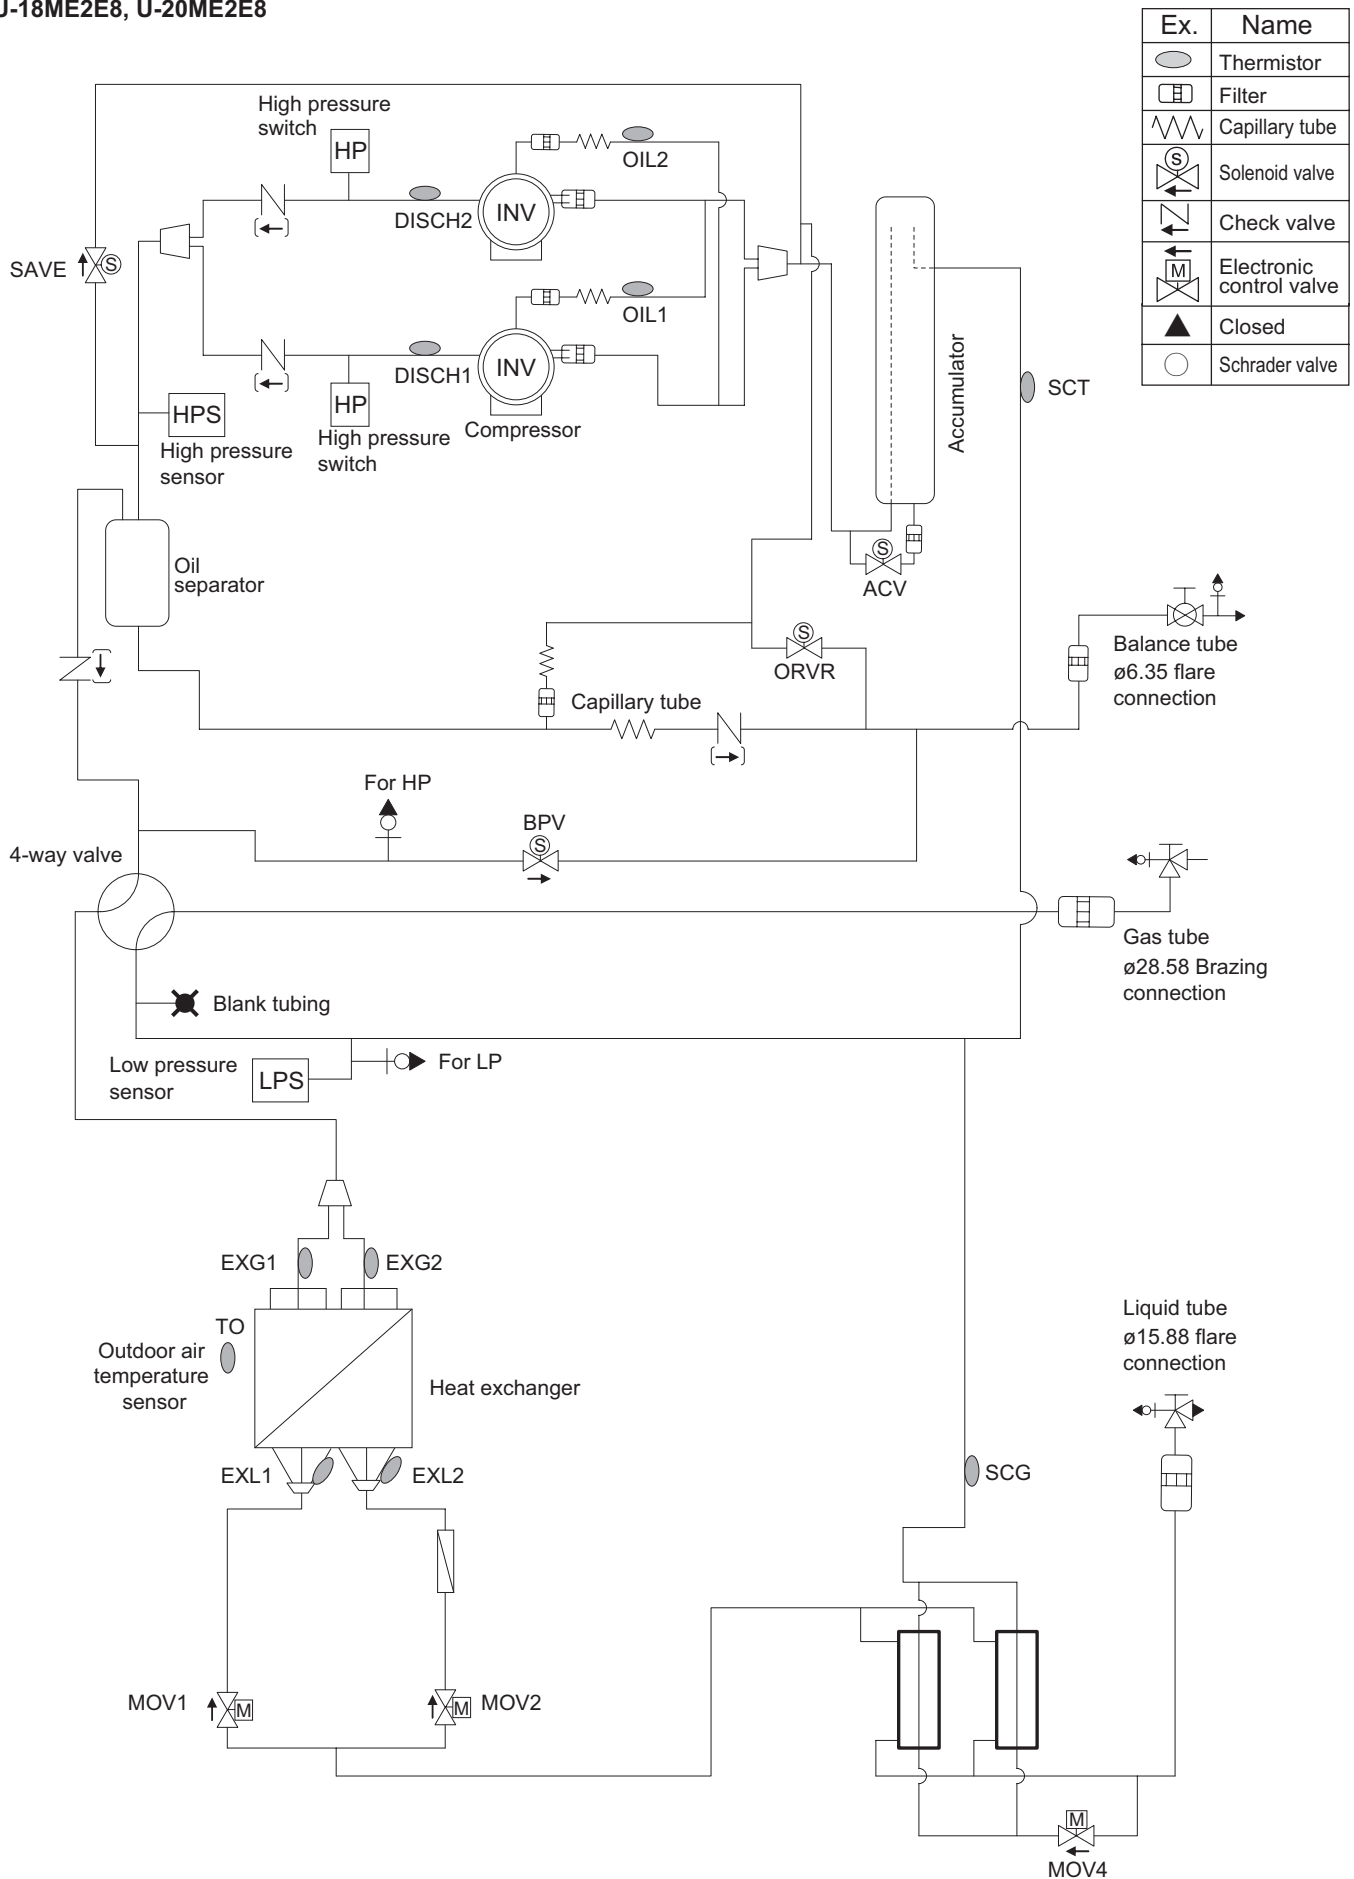 U-18ME2E8, U-20ME2E8
Ex. Name
Thermistor
Filter
Capillary tube
S Solenoid valve
Check valve
M Electronic
control valve
Closed
Schrader valve
High pressure
switch
HP
OIL2
DISCH2
INV
SAVE
S
OIL1
DISCH1
INV
HP
HPS
High pressure
sensor
High pressure
switch
Compressor
Accumulator
SCT
Oil
separator
S
ACV
S
ORVR
Capillary tube
Balance tube
ø6.35 flare
connection
For HP
BPV
S
4-way valve
Gas tube
ø28.58 Brazing
connection
Blank tubing
Low pressure
sensor
LPS
For LP
EXG1
EXG2
TO
Outdoor air
temperature
sensor
Heat exchanger
Liquid tube
ø15.88 flare
connection
EXL1
EXL2
SCG
MOV1
M
M
MOV2
M
MOV4